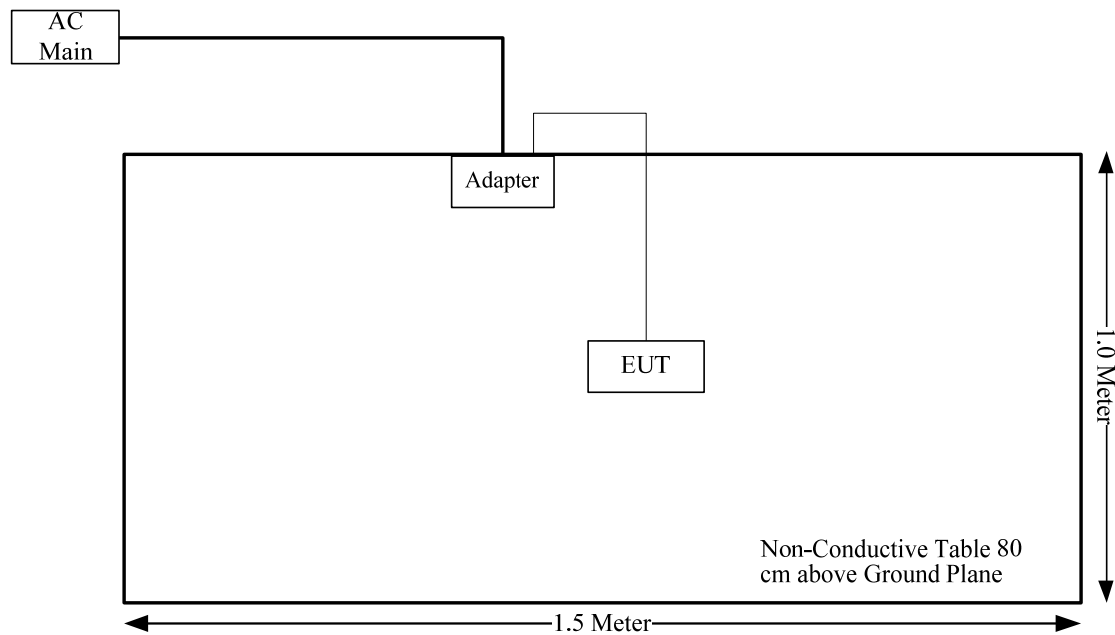 AC
Main
Adapter
EUT
1.0 Meter
Non-Conductive Table 80
cm above Ground Plane
1.5 Meter